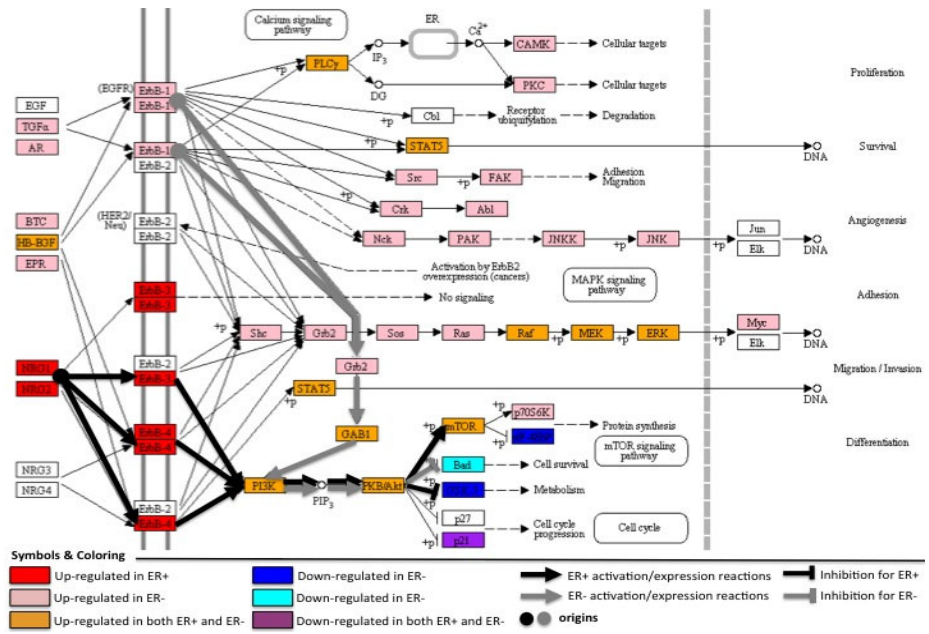 Calcium signaling
pathway
ER
Ca2+
IP3
CAMK
Cellular targets
+p
PLCγ
DG
PKC
Cellular targets
Proliferation
(EGFR)
ErbB-1
ErbB-1
EGF
TGFα
AR
+p
Cbl
Receptor
ubiquitylation
Degradation
+p
STAT5
DNA
Survival
ErbB-1
ErbB-2
Src
+p
FAK
Adhesion
Migration
Crk
Abl
BTC
HB-EGF
EPR
(HER2/
Neu)
ErbB-2
ErbB-2
Nck
PAK
JNKK
+p
JNK
+p
Jun
Elk
DNA
Angiogenesis
Activation by ErbB2
overexpression (cancers)
MAPK signaling
pathway
ErbB-3
ErbB-3
No signaling
Adhesion
+p
Shc
Grb2
Sos
Ras
Raf
+p
MEK
+p
ERK
+p
Myc
Elk
DNA
Grb2
NRG1
NRG2
ErbB-2
ErbB-3
+p
STAT5
DNA
Migration / Invasion
GAB1
ErbB-4
ErbB-4
+p
mTOR
+p
+p
p70S6K
Protein synthesis
mTOR signaling
pathway
Differentiation
NRG3
NRG4
+p
Bad
Cell survival
PI3K
PIP3
PKB/Akt
+p
Metabolism
ErbB-2
ErbB-4
+p
p27
+p
p21
Cell cycle
progression
Cell cycle
Symbols & Coloring
Up-regulated in ER+
Down-regulated in ER-
ER+ activation/expression reactions
Inhibition for ER+
Up-regulated in ER-
Down-regulated in ER-
ER- activation/expression reactions
Inhibition for ER-
Up-regulated in both ER+ and ER-
Down-regulated in both ER+ and ER-
origins